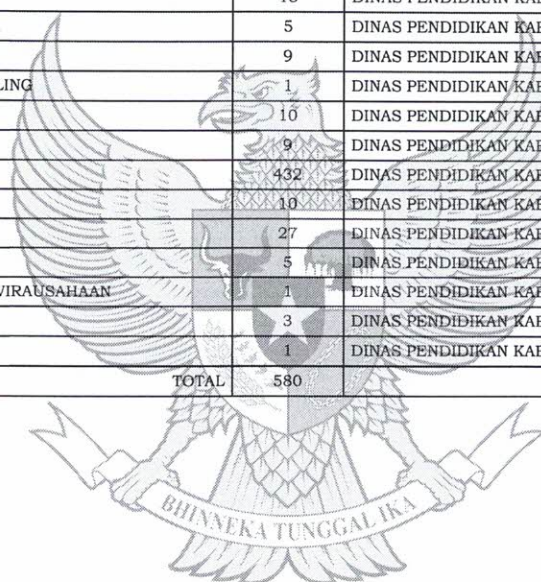 5 DINAS PENDIDIKAN KAB
9 DINAS PENDIDIKAN KAB
LING 1 DINAS PENDIDIKAN KAB
10 DINAS PENDIDIKAN KAB
9 DINAS PENDIDIKAN KAB
432 DINAS PENDIDIKAN KAB
10 DINAS PENDIDIKAN KAB
27 DINAS PENDIDIKAN KAB
5 DINAS PENDIDIKAN KAB
WIRAUSAHAAN 1 DINAS PENDIDIKAN KAB
3 DINAS PENDIDIKAN KAB
1 DINAS PENDIDIKAN KAB
TOTAL 580
BHINNEKA TUNGGAL IKA